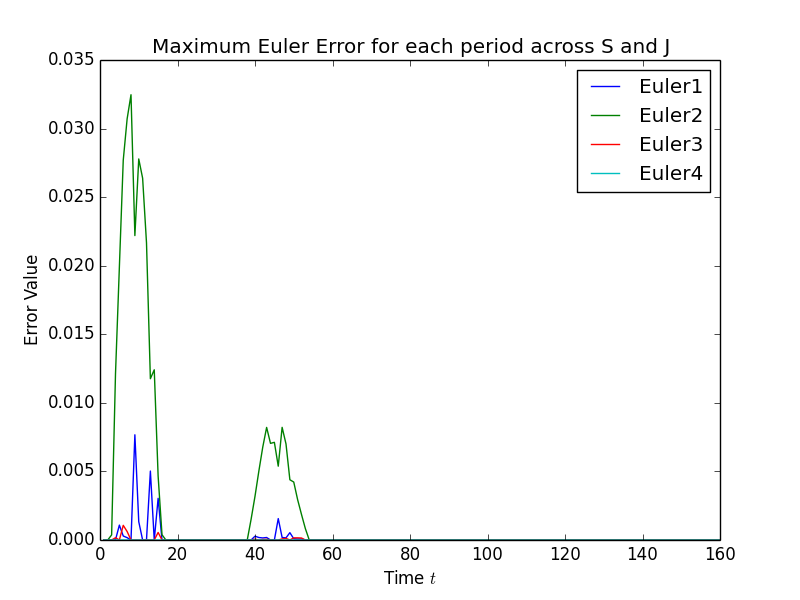 Maximum Euler Error for each period across S and J
0.035
0.030
0.025
0.020
0.015
0.010
0.005
0.000
Error Value
Euler1
Euler2
Euler3
Euler4
0 20 40 60 80 100 120 140 160
Time t